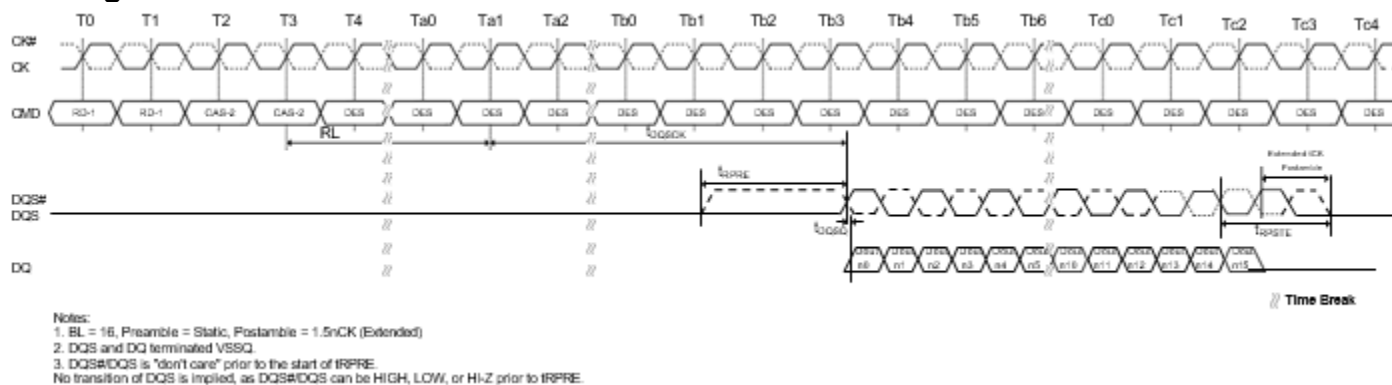 T0 T1 T2 T3 T4 Ta0 Ta1 Ta2 Tb0 Tb1 Tb2 Tb3 Tb4 Tb5 Tb6 Tc0 Tc1 Tc2 Tc3 Tc4
CK#
CK
CMD RD-1 RD-1 CAS-2 CAS-2 DES DES DES DES DES DES DES DES DES DES DES DES DES DES DES DES
RL tDQSCK
Extended tCK
Postamble
tRPRE
DQS#
DQS
tDQSQ tRPSTE
Dout Dout Dout Dout Dout Dout Dout Dout Dout Dout Dout Dout
DQ n0 n1 n2 n3 n4 n5 n10 n11 n12 n13 n14 n15
Time Break
Notes:
1. BL = 16, Preamble = Static, Postamble = 1.5nCK (Extended)
2. DQS and DQ terminated VSSQ.
3. DQS#/DQS is "don't care" prior to the start of tRPRE.
No transition of DQS is implied, as DQS#/DQS can be HIGH, LOW, or HI-Z prior to tRPRE.